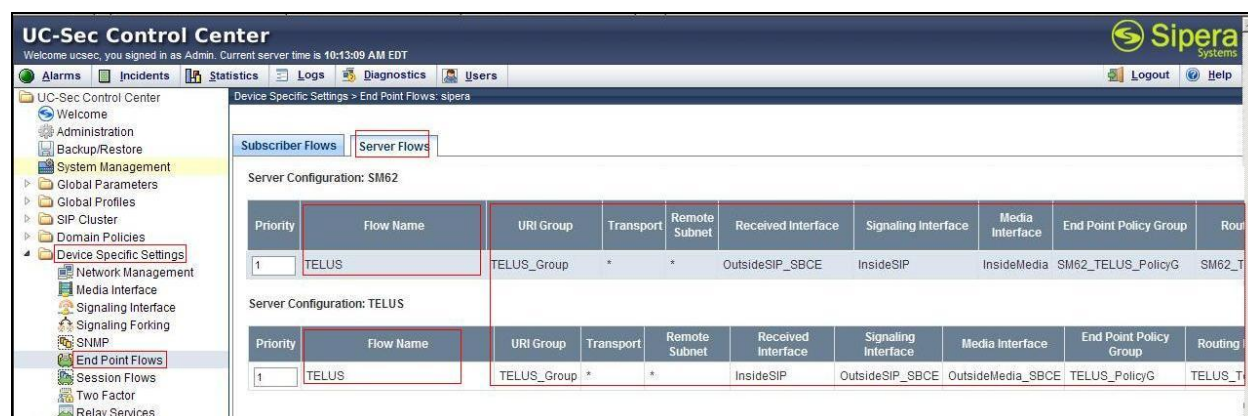 UC-Sec Control Center
Welcome ucsec, you signed in as Admin. Current server time is 10:13:09 AM EDT
Sipera
Systems
Alarms Incidents Statistics Logs Diagnostics Users Logout Help
UC-Sec Control Center
Welcome
Administration
Backup/Restore
System Management
Global Parameters
Global Profiles
SIP Cluster
Domain Policies
Device Specific Settings
Network Management
Media Interface
Signaling Interface
Signaling Forking
SNMP
End Point Flows
Session Flows
Two Factor
Relay Services
Device Specific Settings > End Point Flows: sipera
Subscriber Flows Server Flows
Server Configuration: SM62
Priority Flow Name URI Group Transport Remote Subnet Received Interface Signaling Interface Media Interface End Point Policy Group Rout
1 TELUS TELUS_Group * * OutsideSIP_SBCE InsideSIP InsideMedia SM62_TELUS_PolicyG SM62_T
Server Configuration: TELUS
Priority Flow Name URI Group Transport Remote Subnet Received Interface Signaling Interface Media Interface End Point Policy Group Routing
1 TELUS TELUS_Group * * InsideSIP OutsideSIP_SBCE OutsideMedia_SBCE TELUS_PolicyG TELUS_T